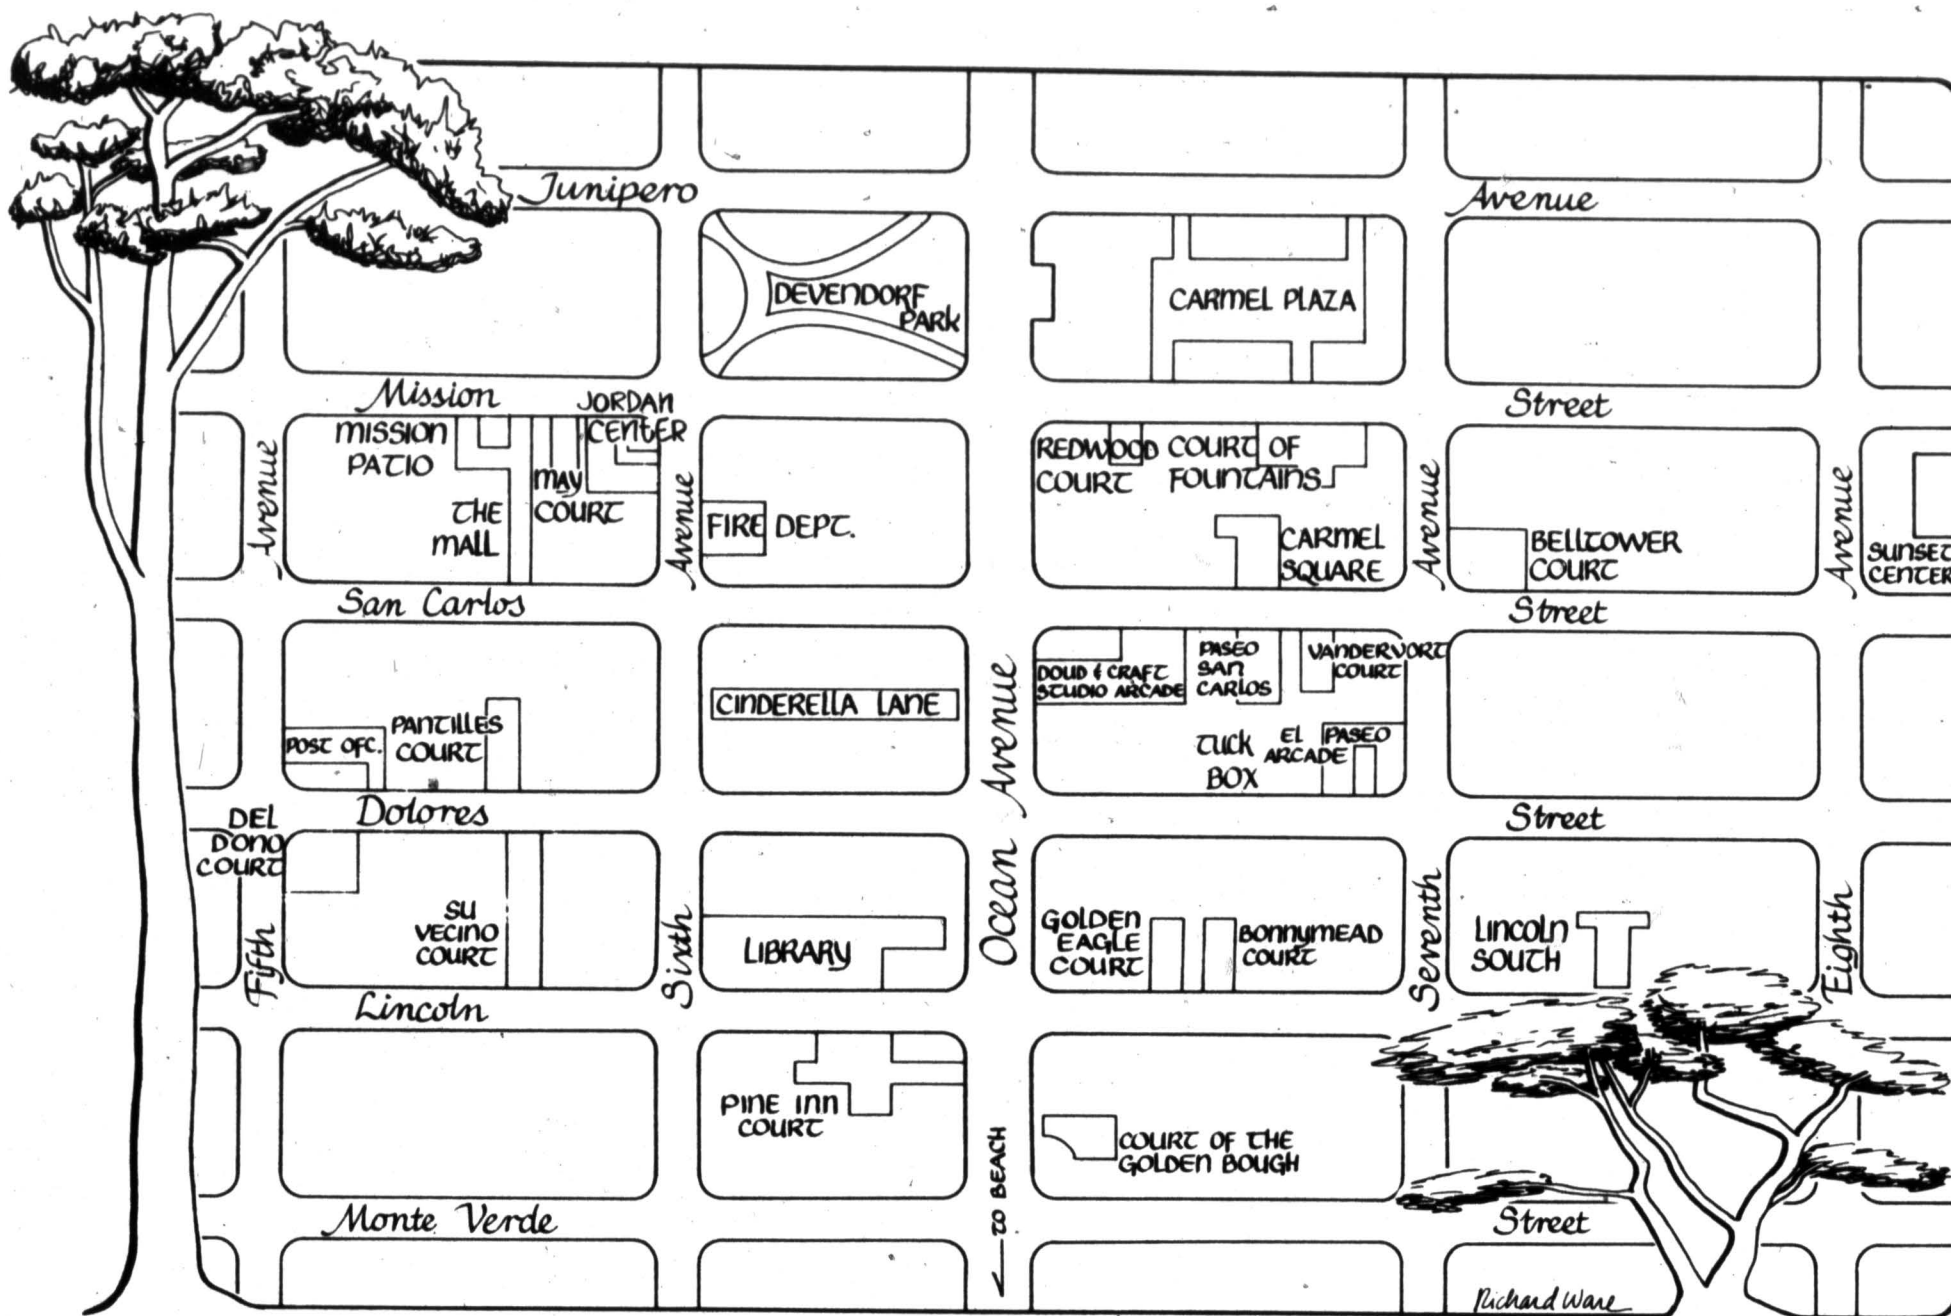 Junipero
Avenue
DEVENDORF
PARK
CARMEL PLAZA
Mission
Street
JORDAN
CENTER
MISSION
PATIO
MAY
COURT
THE
MALL
FIRE DEPT.
REDWOOD
COURT
COURT OF
FOUNTAINS
CARMEL
SQUARE
BELLTOWER
COURT
SUNSET
CENTER
Avenue
Avenue
Avenue
Avenue
San Carlos
Street
DOUD & CRAFT
STUDIO ARCADE
PASEO
SAN
CARLOS
VANDERVORT
COURT
CINDERELLA LANE
POST OFC.
PANTILLES
COURT
TUCK
BOX
EL PASEO
ARCADE
Ocean Avenue
Dolores
Street
DEL
DONO
COURT
SU
VECINO
COURT
LIBRARY
GOLDEN
EAGLE
COURT
BONNYMEAD
COURT
LINCOLN
SOUTH
Fifth
Sixth
Seventh
Eighth
Lincoln
PINE INN
COURT
COURT OF THE
GOLDEN BOUGH
TO BEACH
Monte Verde
Street
Richard Ware